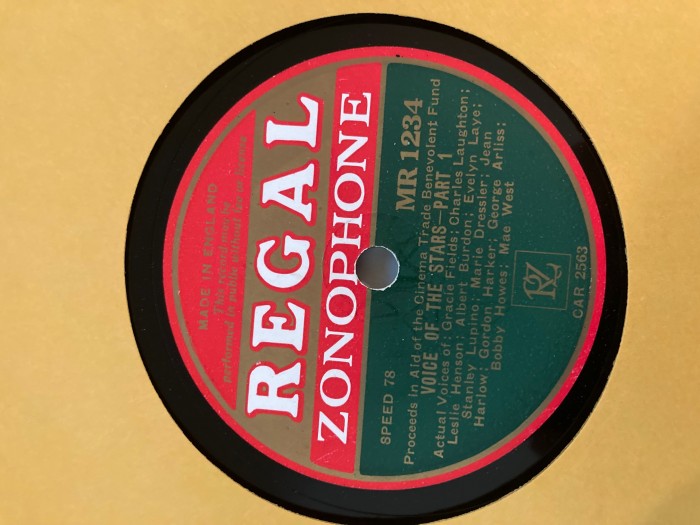 MADE IN ENGLAND
This record may not be
performed in public without law or licence
REGAL
ZONOPHONE
SPEED 78
MR 1234
Proceeds in Aid of the Cinema Trade Benevolent Fund
VOICE OF THE STARS—PART 1
Actual Voices of: Gracie Fields; Charles Laughton;
Leslie Henson; Albert Burdon; Evelyn Laye;
Stanley Lupino; Marie Dressler; Jean
Harlow; Gordon Harker; George Arliss;
Bobby Howes; Mae West
RZ
CAR 2563